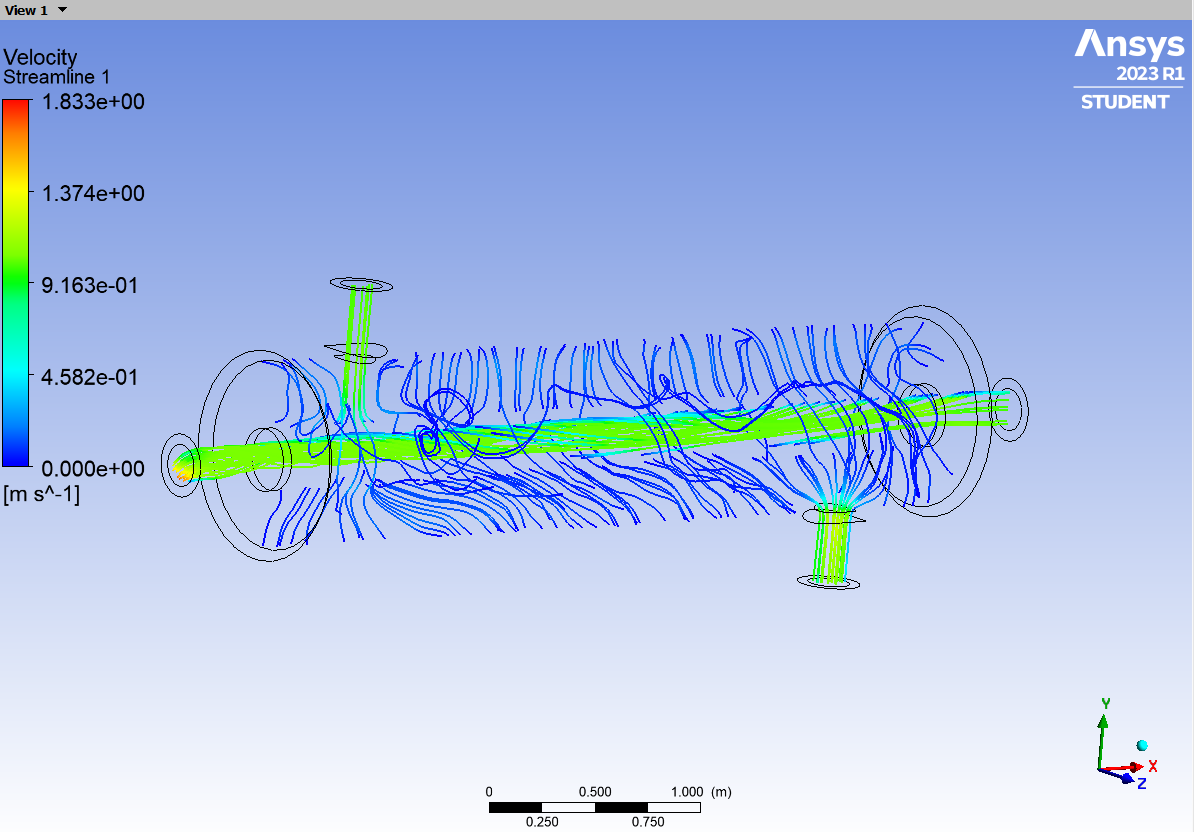 View 1
Ansys
2023 R1
STUDENT
Velocity
Streamline 1
1.833e+00
1.374e+00
9.163e-01
4.582e-01
0.000e+00
[m s^-1]
Y
X
Z
0 0.500 1.000 (m)
0.250 0.750